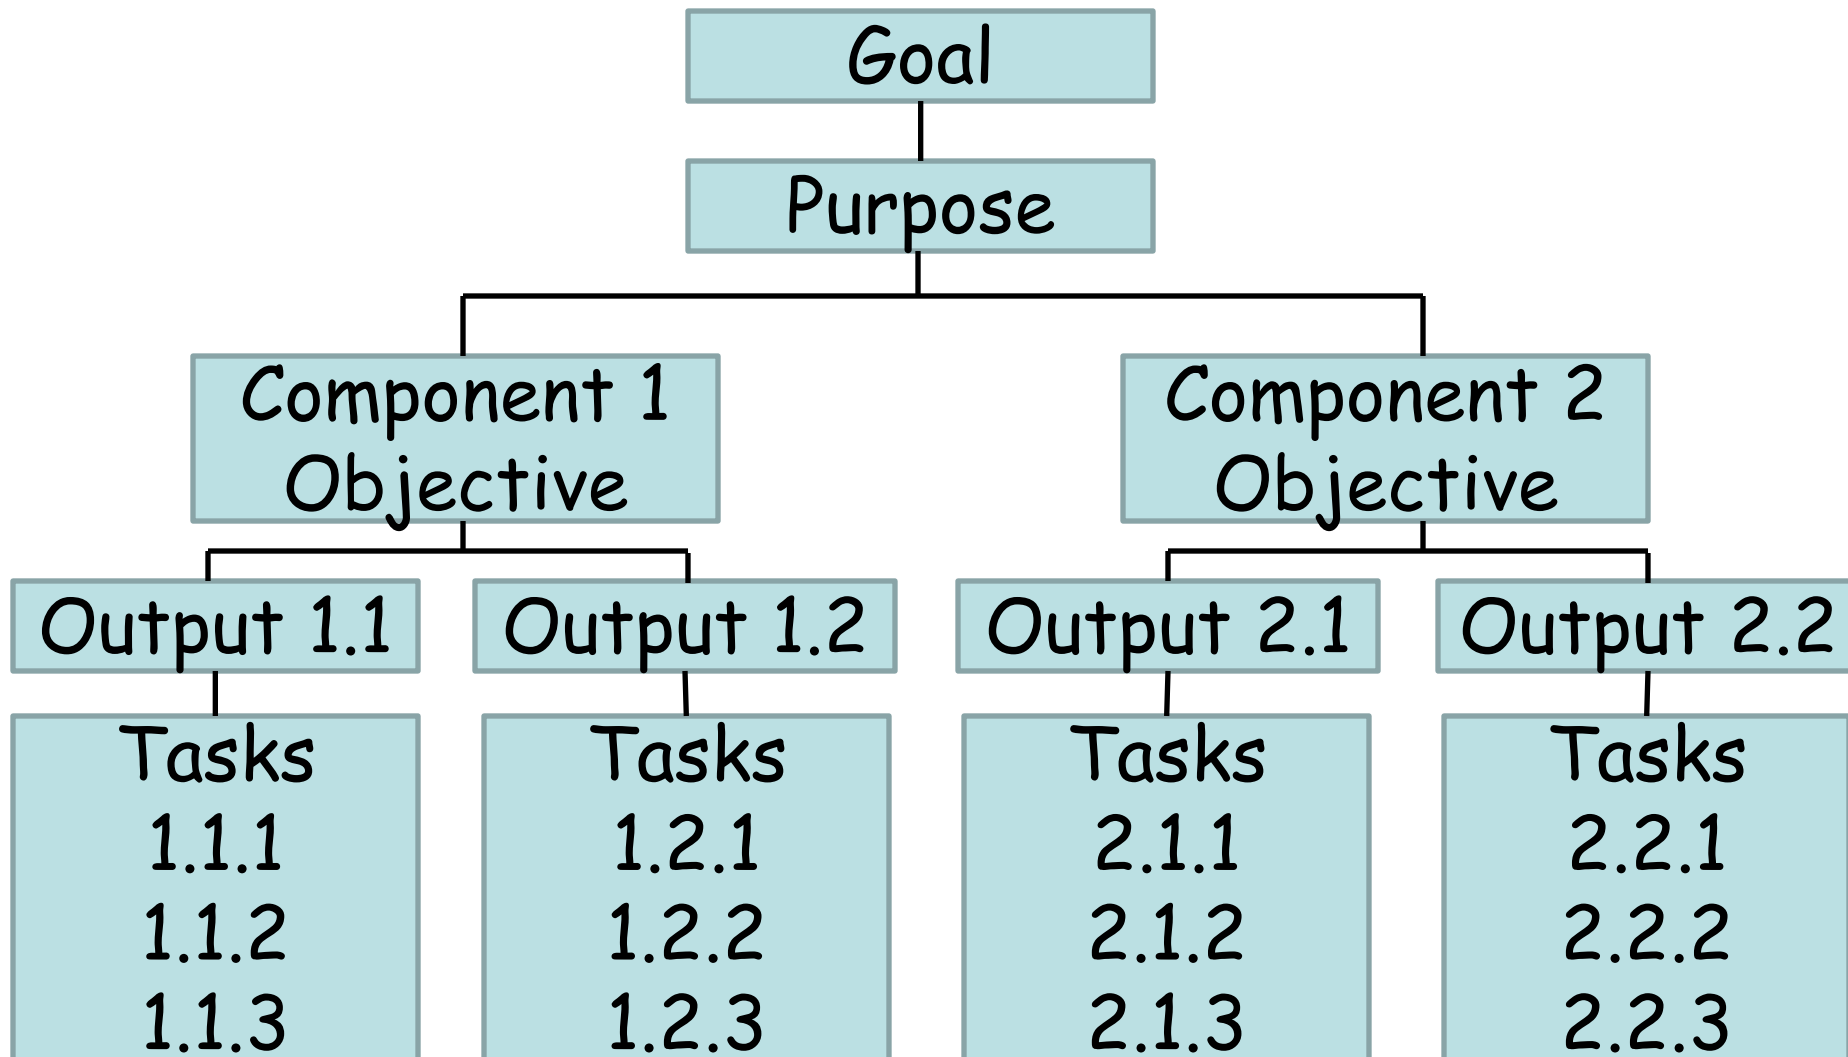 Goal
Purpose
Component 1
Objective
Component 2
Objective
Output 1.1
Output 1.2
Output 2.1
Output 2.2
Tasks
1.1.1
1.1.2
1.1.3
Tasks
1.2.1
1.2.2
1.2.3
Tasks
2.1.1
2.1.2
2.1.3
Tasks
2.2.1
2.2.2
2.2.3